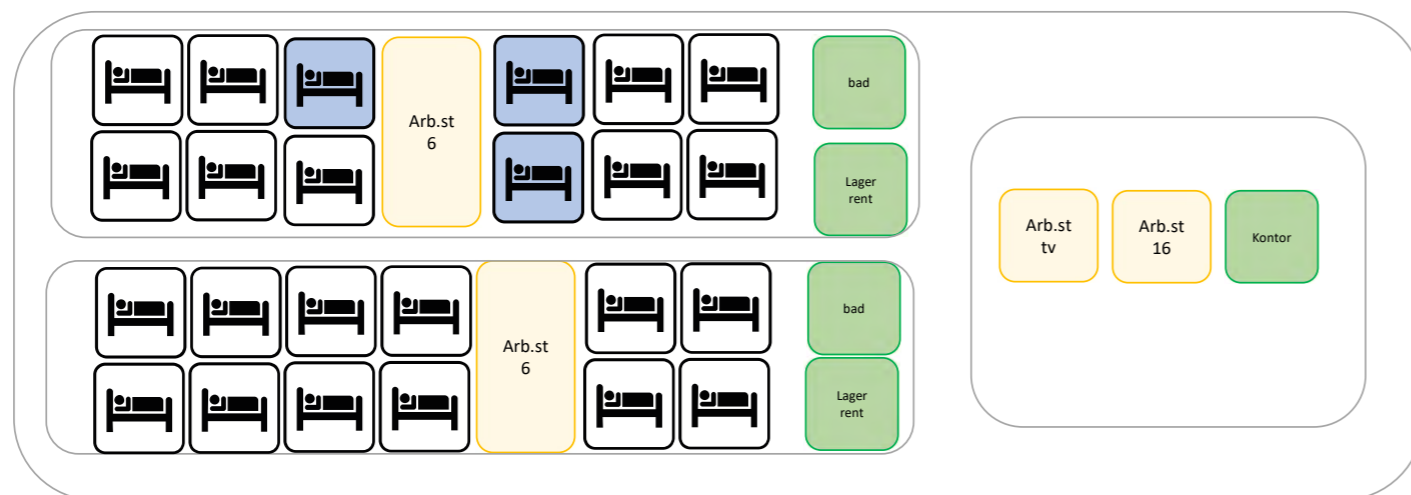 Arb.st
6
bad
Lager
rent
Arb.st
6
bad
Lager
rent
Arb.st
tv
Arb.st
16
Kontor